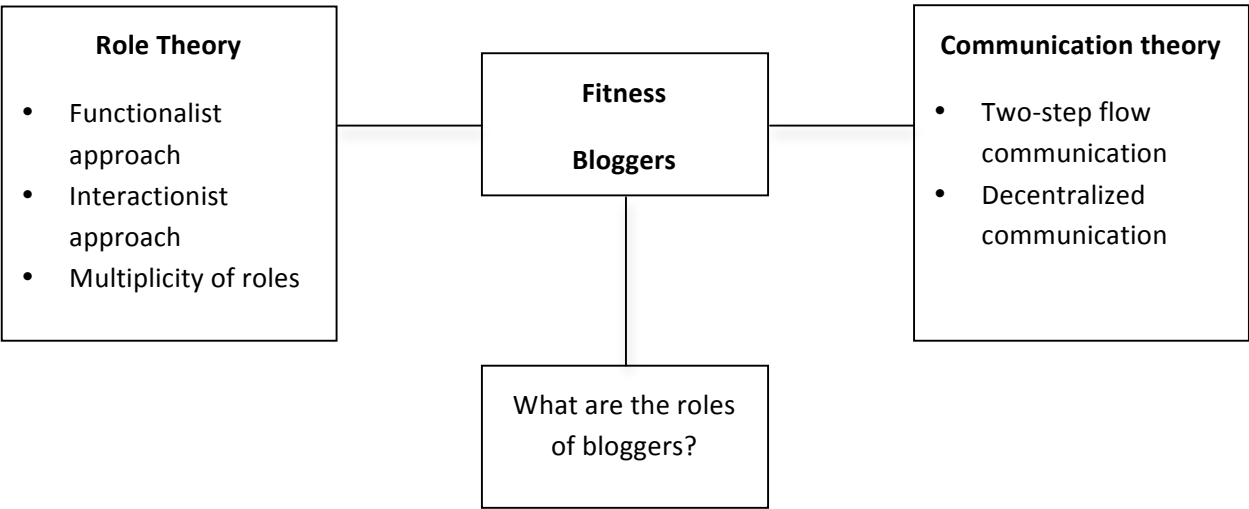 Role Theory
• Functionalist
approach
• Interactionist
approach
• Multiplicity of roles
Fitness
Bloggers
What are the roles
of bloggers?
Communication theory
• Two-step flow
communication
• Decentralized
communication